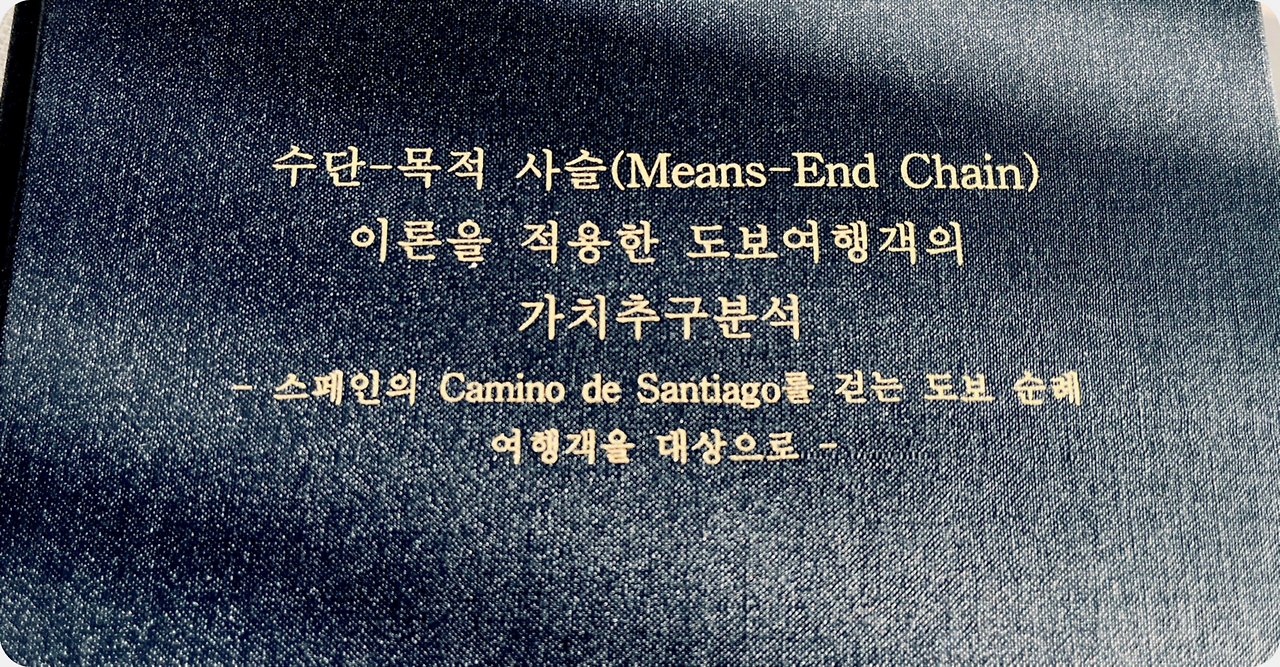 수단-목적 사슬(Means-End Chain)
이론을 적용한 도보여행객의
가치추구분석
- 스페인의 Camino de Santiago를 걷는 도보 순례
여행객을 대상으로 -